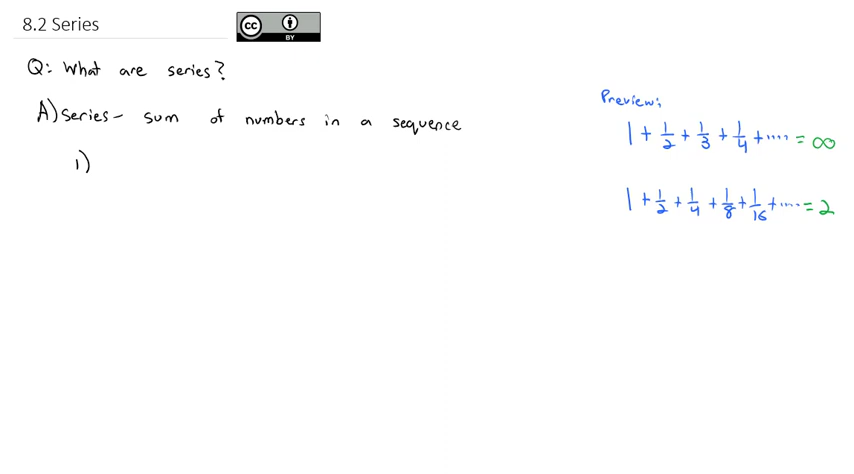 8.2 Series
CC BY
Q: What are series?
A) Series - sum of numbers in a sequence
1)
Preview:
1 + 1/2 + 1/3 + 1/4 + .... = ∞
1 + 1/2 + 1/4 + 1/8 + 1/16 + .... = 2